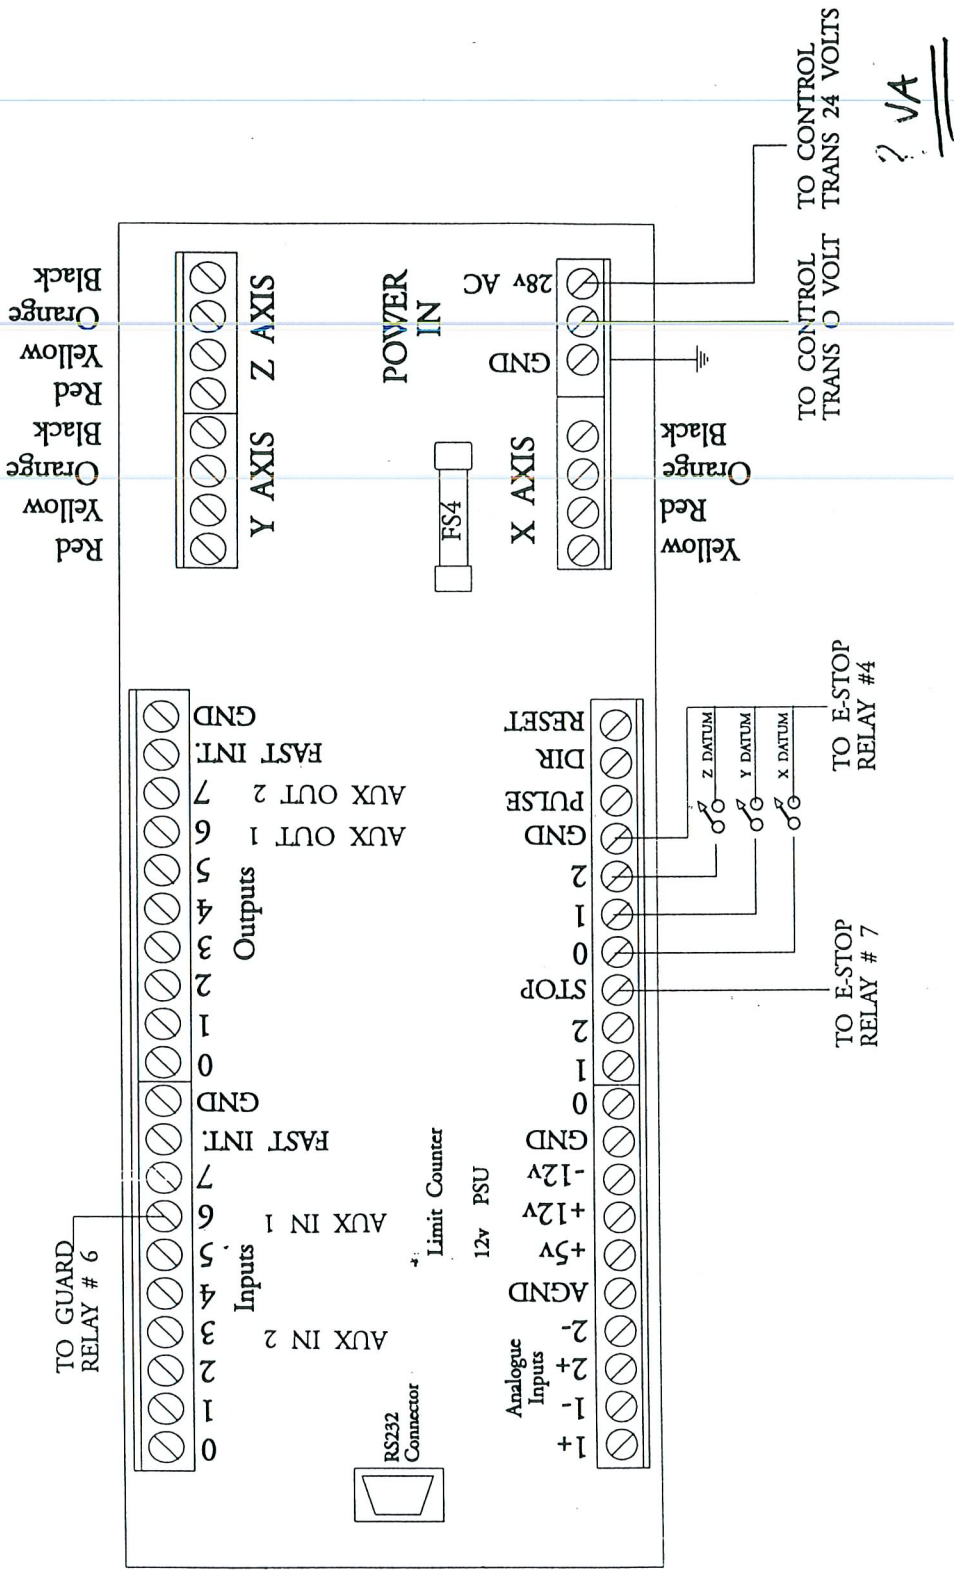 Black
Orange
Yellow
Red
Black
Orange
Yellow
Red
Z AXIS
Y AXIS
POWER
IN
28v AC
GND
FS4
X AXIS
Black
Orange
Red
Yellow
TO CONTROL
TRANS 24 VOLTS
TO CONTROL
TRANS O VOLT
? VA
GND
FAST INT.
7 AUX OUT 2
6 AUX OUT 1
5
4
3
2
1
0
Outputs
GND
FAST INT.
7
6 AUX IN 1
5
4
3 AUX IN 2
2
1
0
Inputs
TO GUARD
RELAY # 6
Limit Counter
12v PSU
RS232
Connector
RESET
DIR
PULSE
GND
2
1
0
STOP
2
1
0
GND
-12v
+12v
+5v
AGND
2-
2+
1-
1+
Analogue
Inputs
Z DATUM
Y DATUM
X DATUM
TO E-STOP
RELAY #4
TO E-STOP
RELAY # 7